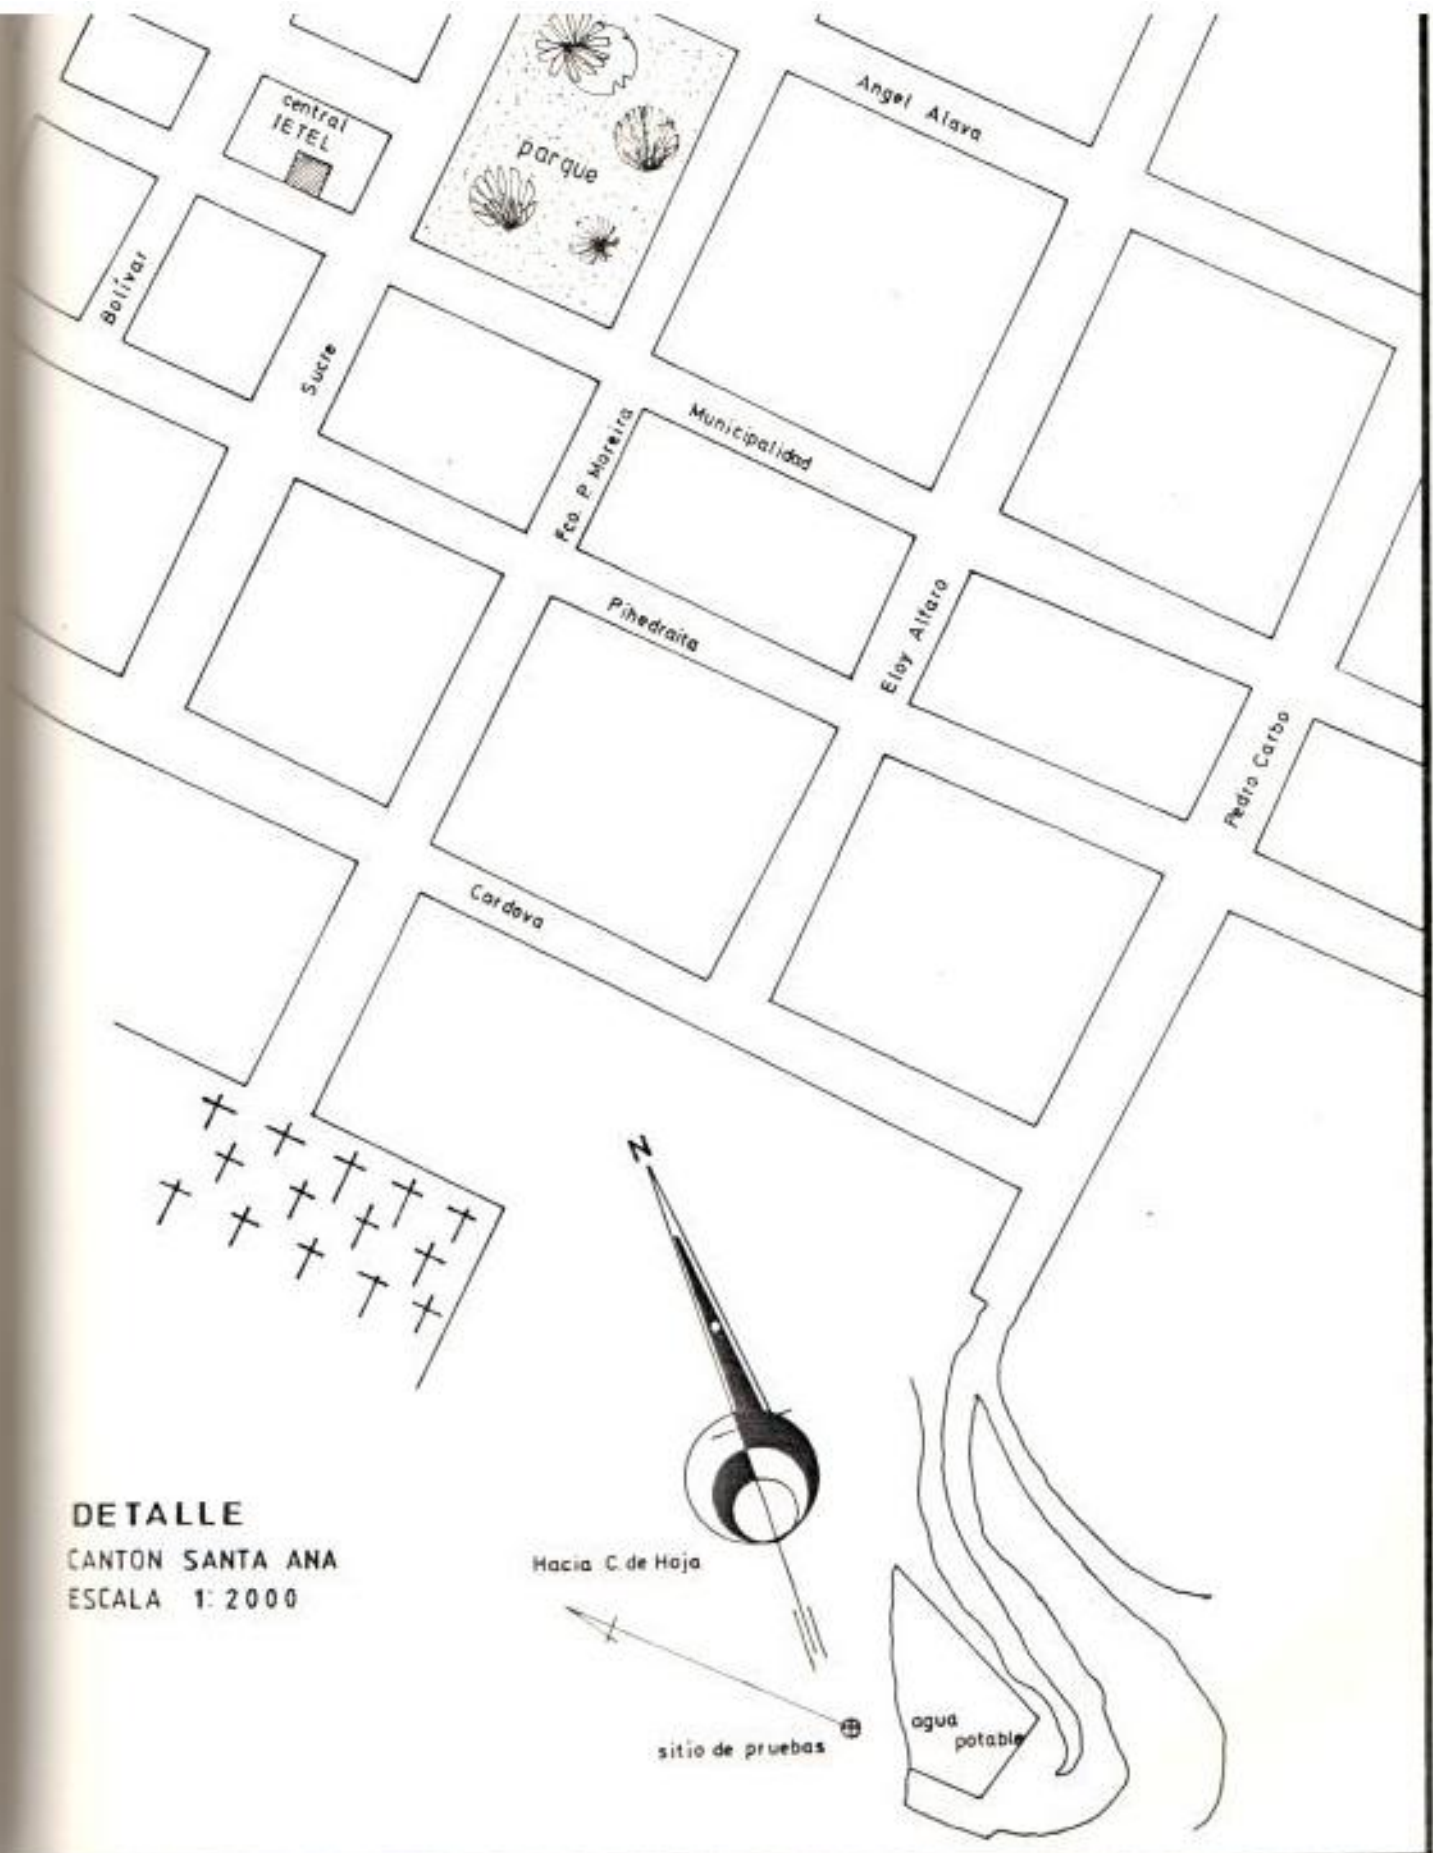 central
IETEL
parque
Angel Alava
Bolívar
Sucre
Fco. P. Moreira
Municipalidad
Pihedraita
Eloy Alfaro
Pedro Carbo
Cordova
N
DETALLE
CANTON SANTA ANA
ESCALA 1:2000
Hacia C. de Hoja
sitio de pruebas
agua
potable